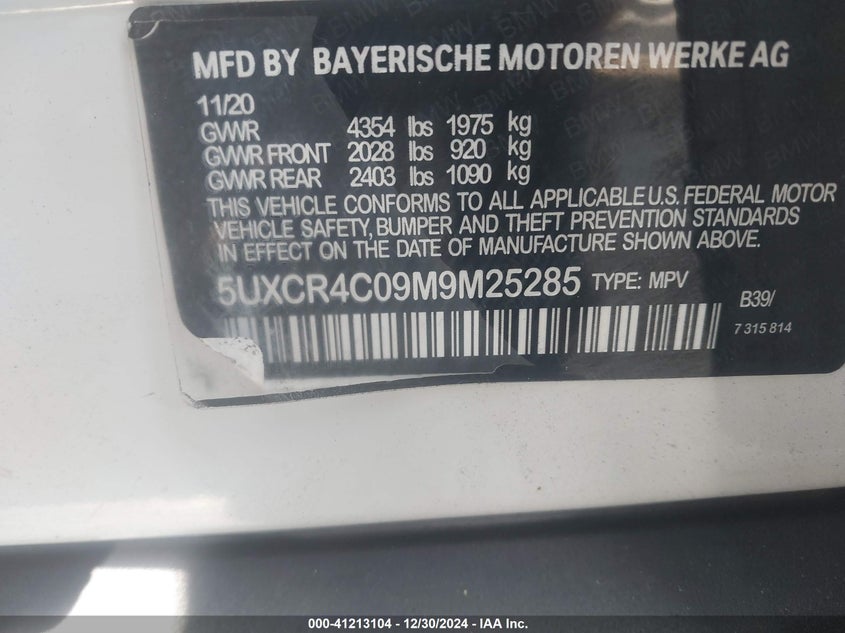 MFD BY BAYERISCHE MOTOREN WERKE AG
11/20
GVWR 4354 lbs 1975 kg
GVWR FRONT 2028 lbs 920 kg
GVWR REAR 2403 lbs 1090 kg
THIS VEHICLE CONFORMS TO ALL APPLICABLE U.S. FEDERAL MOTOR
VEHICLE SAFETY, BUMPER AND THEFT PREVENTION STANDARDS
IN EFFECT ON THE DATE OF MANUFACTURE SHOWN ABOVE.
5UXCR4C09M9M25285 TYPE: MPV
B39/
7 315 814
000-41213104 - 12/30/2024 - IAA Inc.